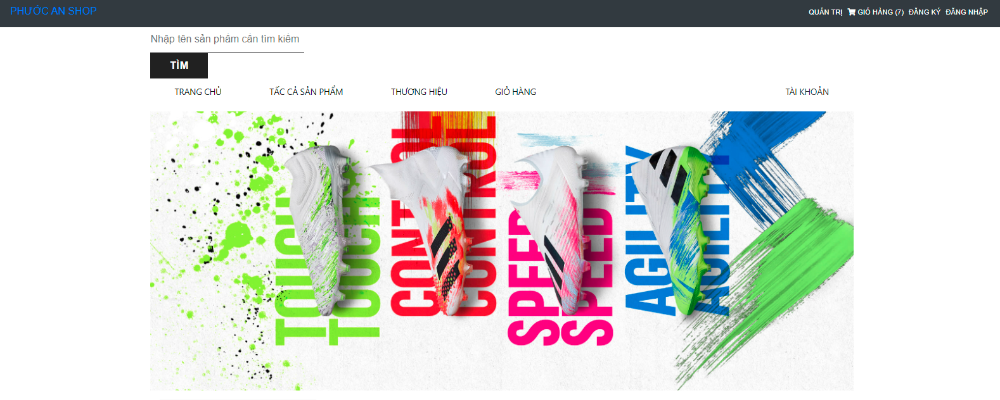 PHƯỚC AN SHOP
QUẢN TRỊ GIỎ HÀNG (7) ĐĂNG KÝ ĐĂNG NHẬP
Nhập tên sản phẩm cần tìm kiếm
TÌM
TRANG CHỦ TẤC CẢ SẢN PHẨM THƯƠNG HIỆU GIỎ HÀNG TÀI KHOẢN
TOUCH
TOUCH
CONTROL
CONTROL
SPEED
SPEED
AGILITY
AGILITY